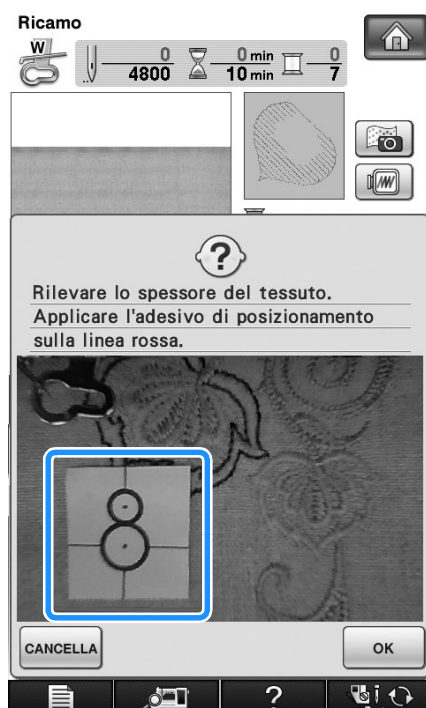 Ricamo
W
0 0 min 0
4800 10 min 7
Rilevare lo spessore del tessuto.
Applicare l'adesivo di posizionamento
sulla linea rossa.
CANCELLA
OK
?